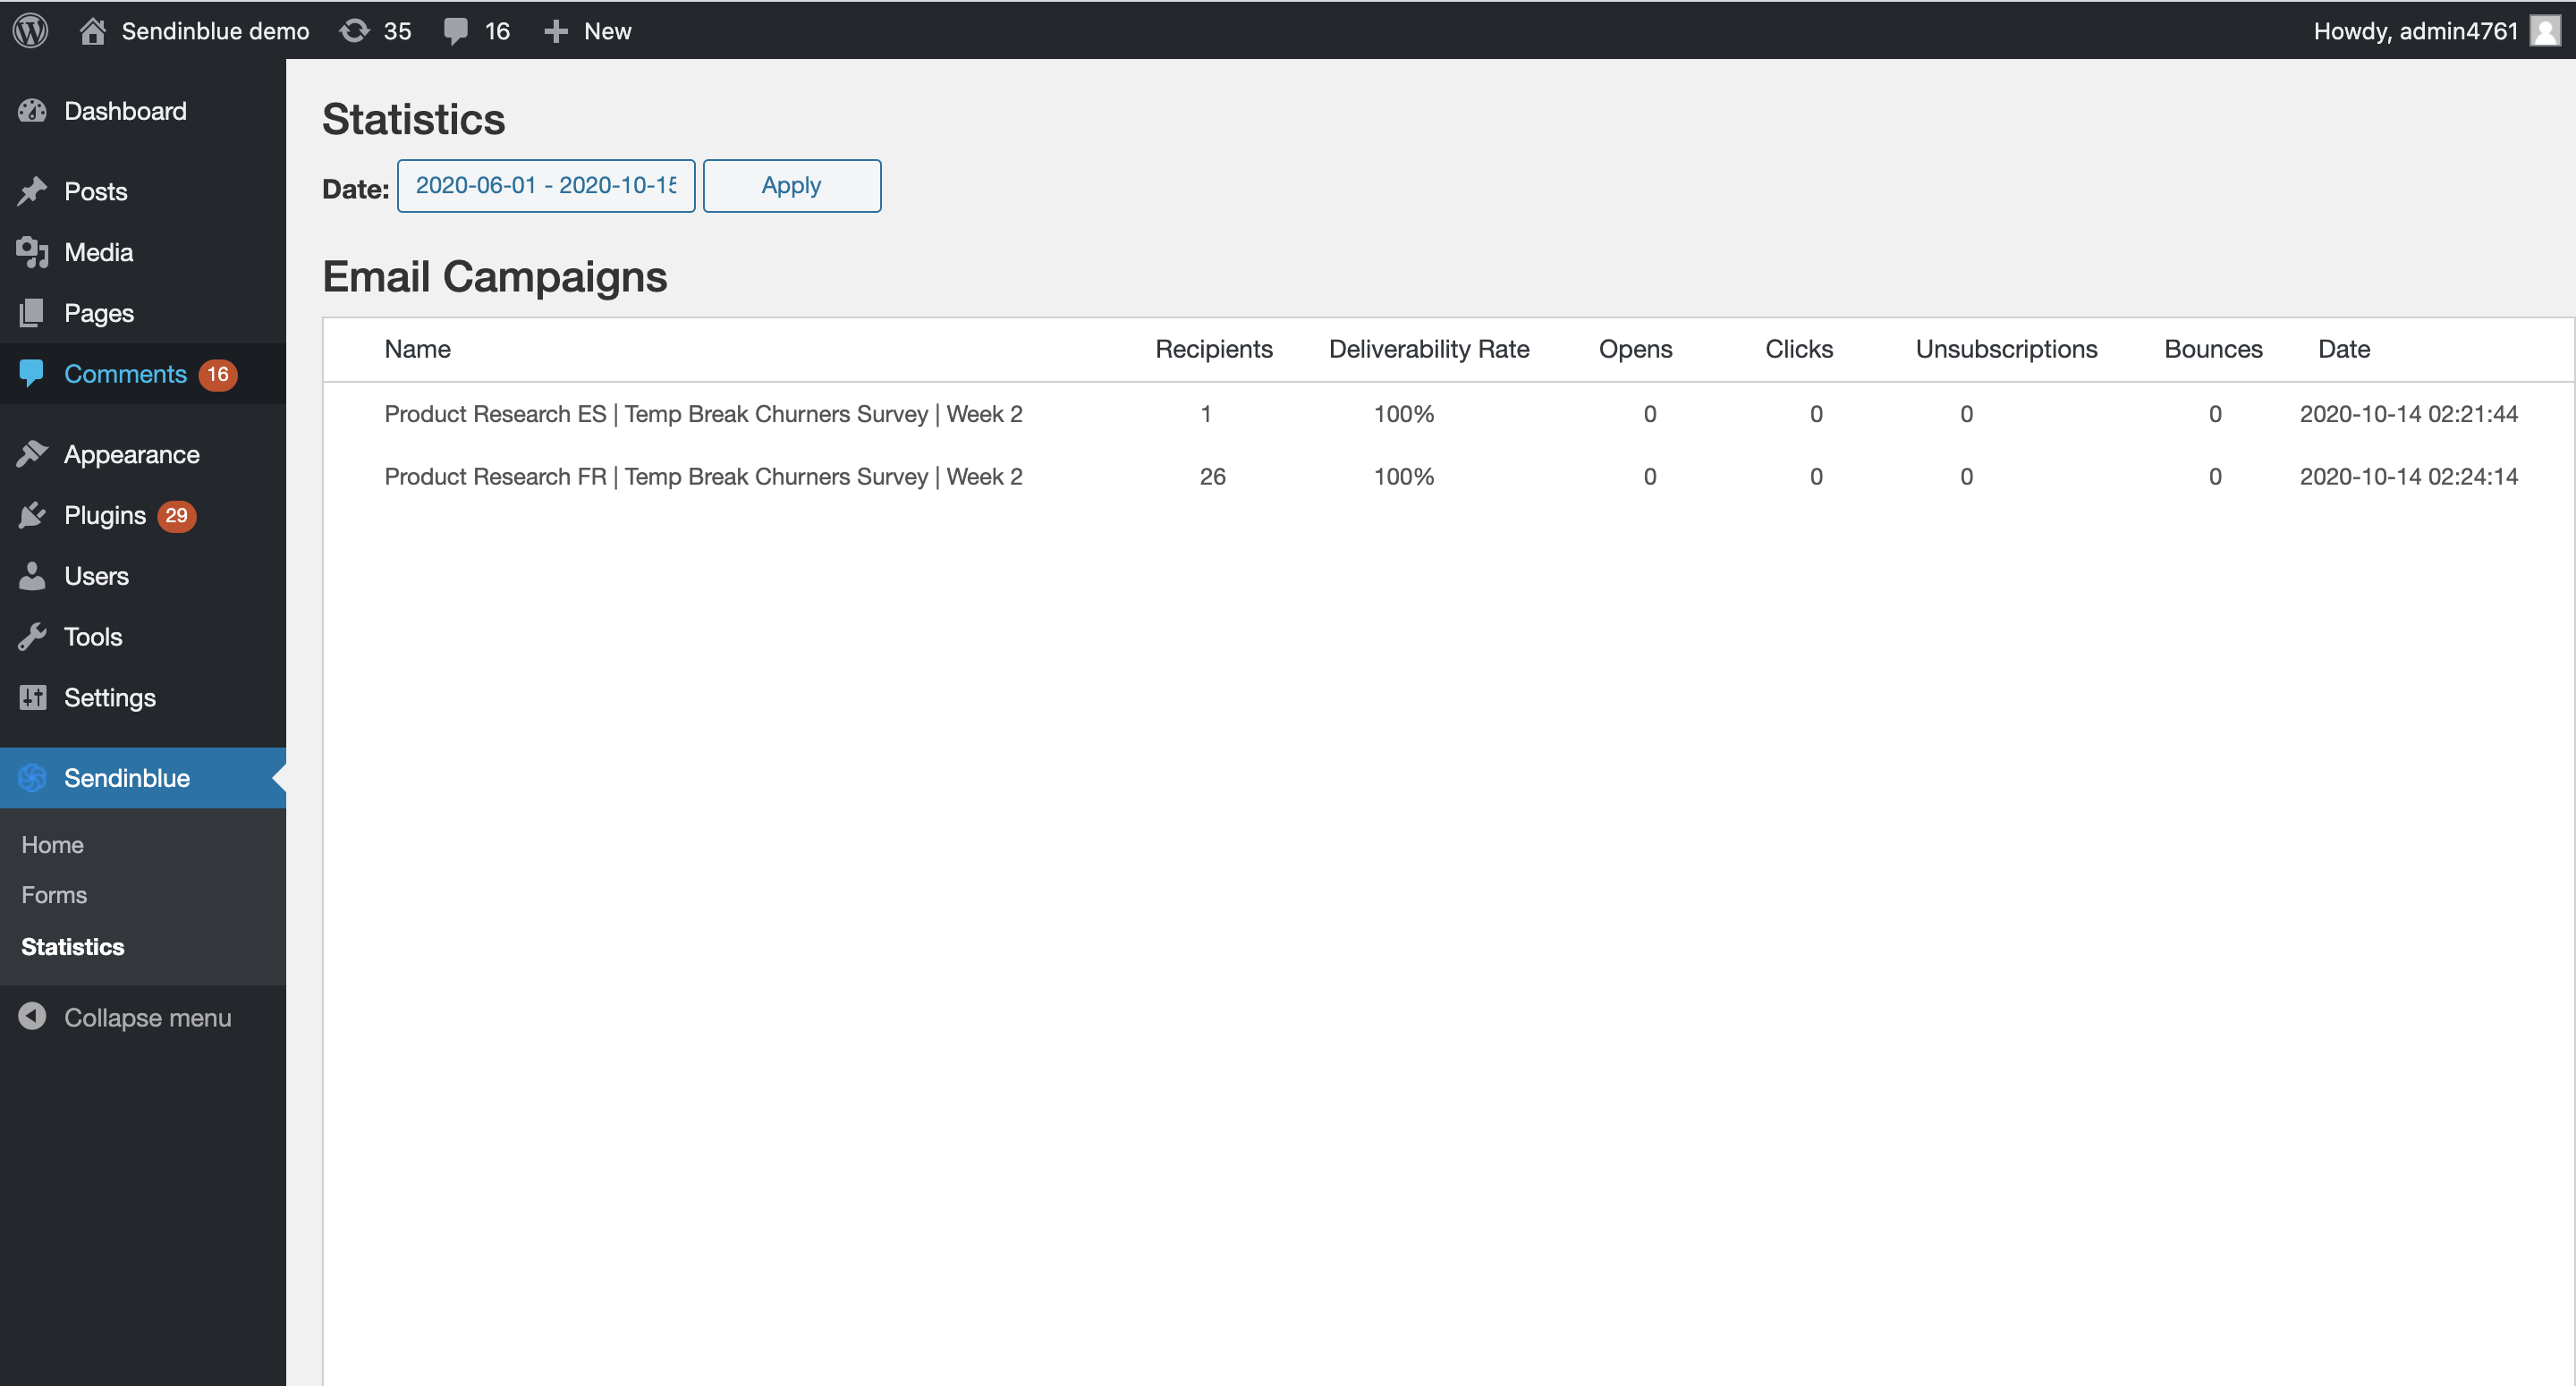 Sendinblue demo 35 16 New Howdy, admin4761
Dashboard
Posts
Media
Pages
Comments 16
Appearance
Plugins 29
Users
Tools
Settings
Sendinblue
Home
Forms
Statistics
Collapse menu
Statistics
Date: 2020-06-01 - 2020-10-15 Apply
Email Campaigns
Name Recipients Deliverability Rate Opens Clicks Unsubscriptions Bounces Date
Product Research ES | Temp Break Churners Survey | Week 2 1 100% 0 0 0 0 2020-10-14 02:21:44
Product Research FR | Temp Break Churners Survey | Week 2 26 100% 0 0 0 0 2020-10-14 02:24:14